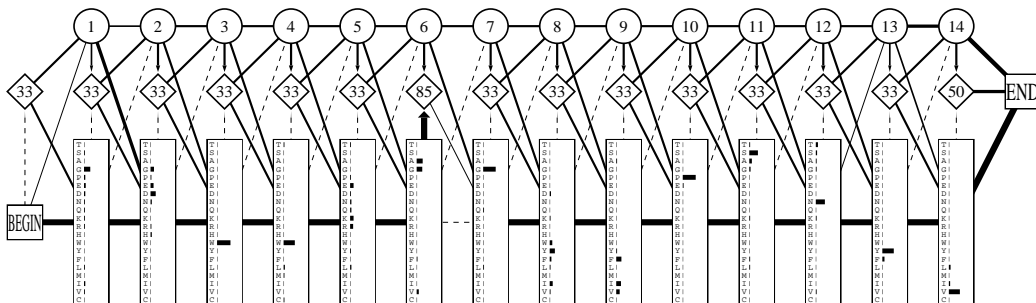 1 2 3 4 5 6 7 8 9 10 11 12 13 14
33 33 33 33 33 33 85 33 33 33 33 33 33 33 50 END
T T T T T T T T T T T T T T
S S S S S S S S S S S S S S
A A A A A A A A A A A A A A
G G G G G G G G G G G G G G
P P P P P P P P P P P P P P
E E E E E E E E E E E E E E
D D D D D D D D D D D D D D
N N N N N N N N N N N N N N
Q Q Q Q Q Q Q Q Q Q Q Q Q Q
BEGIN K K K K K K K K K K K K K K
R R R R R R R R R R R R R R
H H H H H H H H H H H H H H
W W W W W W W W W W W W W W
Y Y Y Y Y Y Y Y Y Y Y Y Y Y
F F F F F F F F F F F F F F
L L L L L L L L L L L L L L
M M M M M M M M M M M M M M
I I I I I I I I I I I I I I
V V V V V V V V V V V V V V
C C C C C C C C C C C C C C